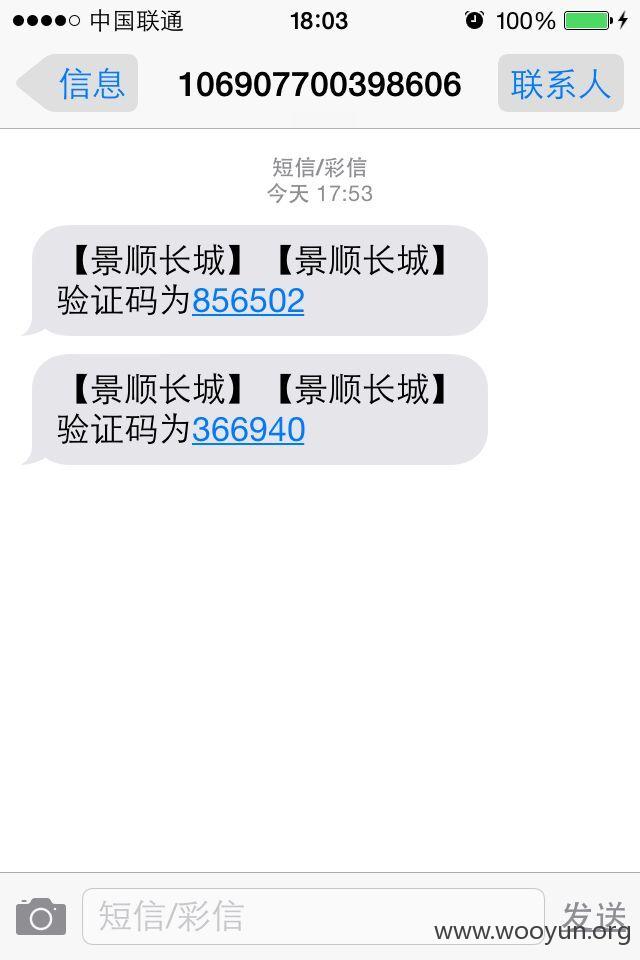 中国联通 18:03 100%
信息 106907700398606 联系人
短信/彩信
今天 17:53
【景顺长城】【景顺长城】
验证码为856502
【景顺长城】【景顺长城】
验证码为366940
短信/彩信 发送
www.wooyun.org